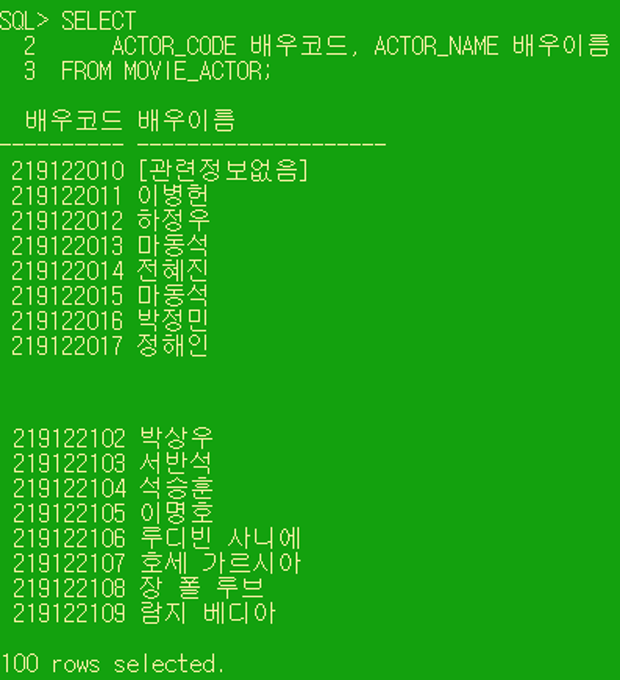 SQL> SELECT
2 ACTOR_CODE 배우코드, ACTOR_NAME 배우이름
3 FROM MOVIE_ACTOR;
배우코드 배우이름
---------- --------------------
219122010 [관련정보없음]
219122011 이병헌
219122012 하정우
219122013 마동석
219122014 전혜진
219122015 마동석
219122016 박정민
219122017 정해인
219122102 박상우
219122103 서반석
219122104 석승훈
219122105 이명호
219122106 루디빈 사니에
219122107 호세 가르시아
219122108 장 폴 루브
219122109 람지 베디아
100 rows selected.